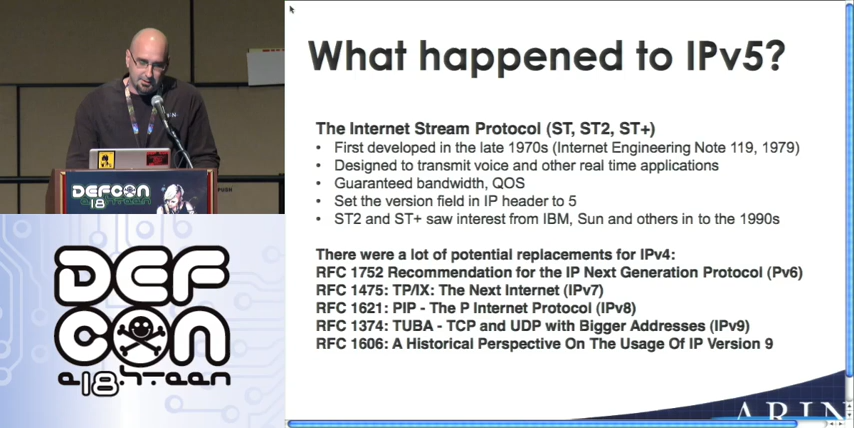 What happened to IPv5?
The Internet Stream Protocol (ST, ST2, ST+)
• First developed in the late 1970s (Internet Engineering Note 119, 1979)
• Designed to transmit voice and other real time applications
• Guaranteed bandwidth, QOS
• Set the version field in IP header to 5
• ST2 and ST+ saw interest from IBM, Sun and others in to the 1990s
There were a lot of potential replacements for IPv4:
RFC 1752 Recommendation for the IP Next Generation Protocol (Pv6)
RFC 1475: TP/IX: The Next Internet (IPv7)
RFC 1621: PIP - The P Internet Protocol (IPv8)
RFC 1374: TUBA - TCP and UDP with Bigger Addresses (IPv9)
RFC 1606: A Historical Perspective On The Usage Of IP Version 9
ARIN
DEFCON
18
DEF
CON
e18hteen